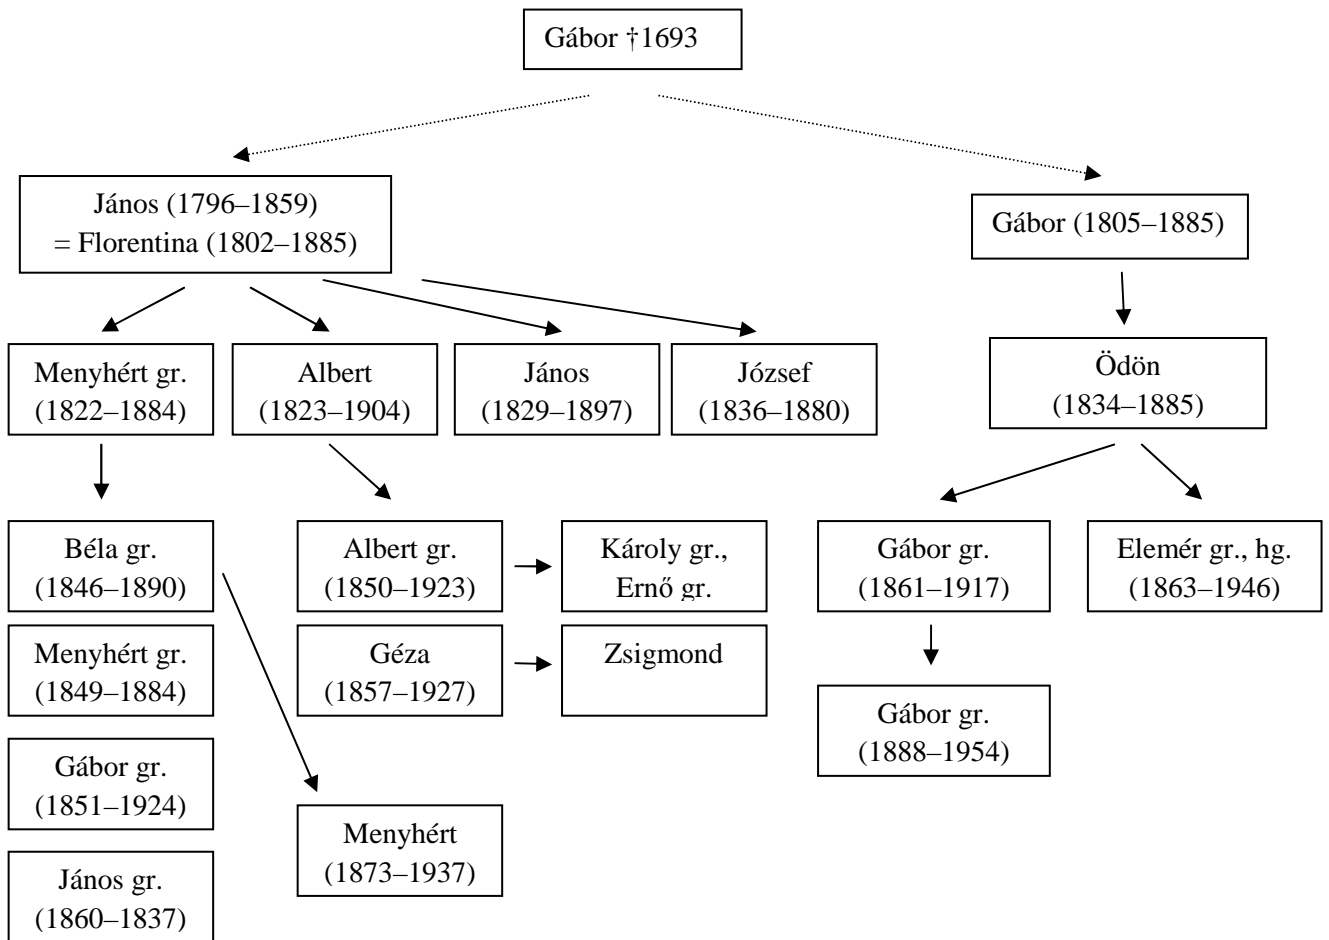 Gábor †1693
János (1796–1859)
= Florentina (1802–1885)
Gábor (1805–1885)
Menyhért gr.
(1822–1884)
Albert
(1823–1904)
János
(1829–1897)
József
(1836–1880)
Ödön
(1834–1885)
Béla gr.
(1846–1890)
Albert gr.
(1850–1923)
Károly gr.,
Ernő gr.
Gábor gr.
(1861–1917)
Elemér gr., hg.
(1863–1946)
Menyhért gr.
(1849–1884)
Géza
(1857–1927)
Zsigmond
Gábor gr.
(1888–1954)
Gábor gr.
(1851–1924)
Menyhért
(1873–1937)
János gr.
(1860–1837)